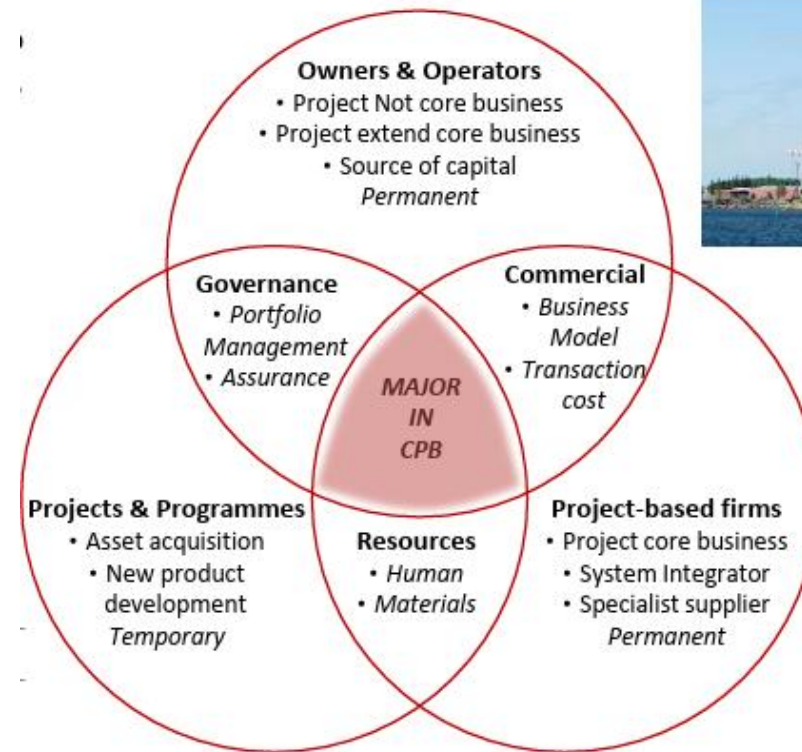 Owners & Operators
• Project Not core business
• Project extend core business
• Source of capital
Permanent
Governance
• Portfolio
Management
• Assurance
Commercial
• Business
Model
• Transaction
cost
MAJOR
IN
CPB
Projects & Programmes
• Asset acquisition
• New product
development
Temporary
Resources
• Human
• Materials
Project-based firms
• Project core business
• System Integrator
• Specialist supplier
Permanent